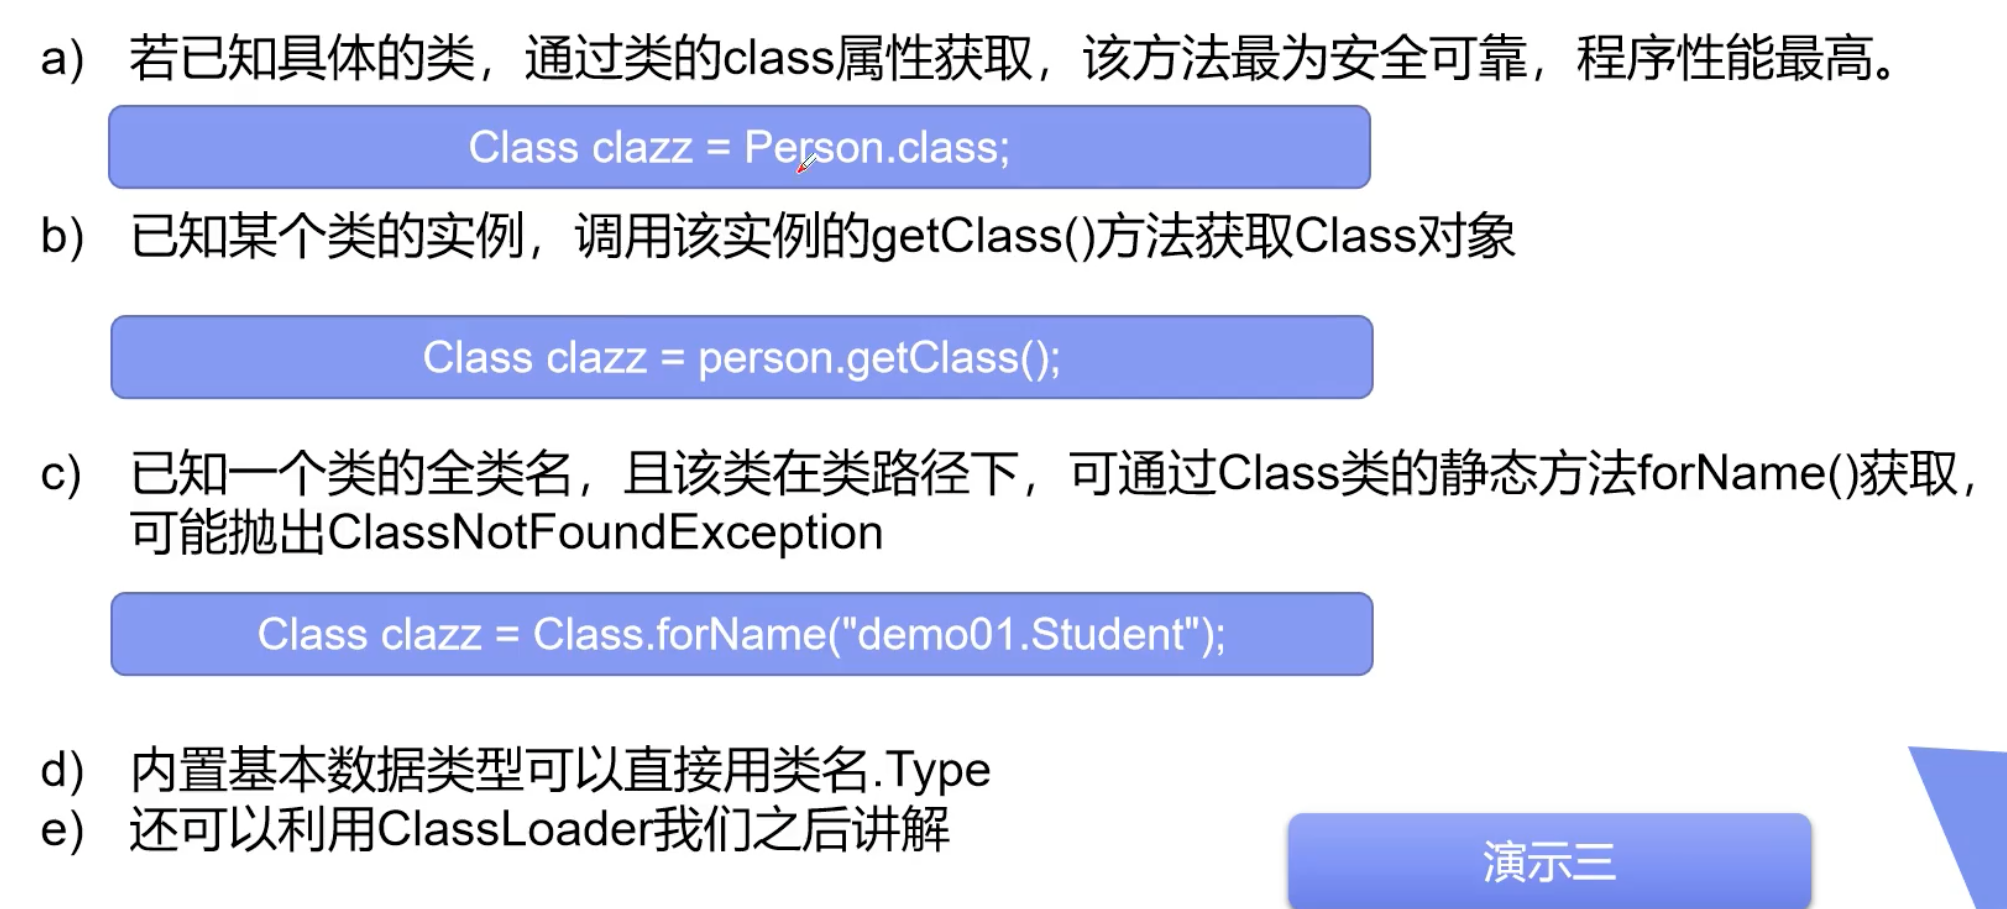 a) 若已知具体的类，通过类的class属性获取，该方法最为安全可靠，程序性能最高。
Class clazz = Person.class;
b) 已知某个类的实例，调用该实例的getClass()方法获取Class对象
Class clazz = person.getClass();
c) 已知一个类的全类名，且该类在类路径下，可通过Class类的静态方法forName()获取，
可能抛出ClassNotFoundException
Class clazz = Class.forName("demo01.Student");
d) 内置基本数据类型可以直接用类名.Type
e) 还可以利用ClassLoader我们之后讲解
演示三